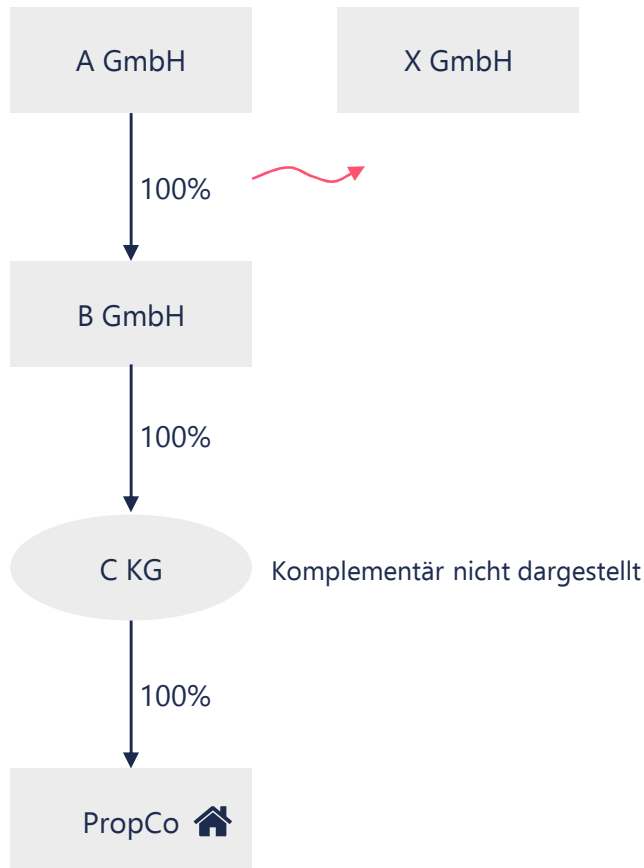 A GmbH
X GmbH
100%
B GmbH
100%
C KG
Komplementär nicht dargestellt
100%
PropCo